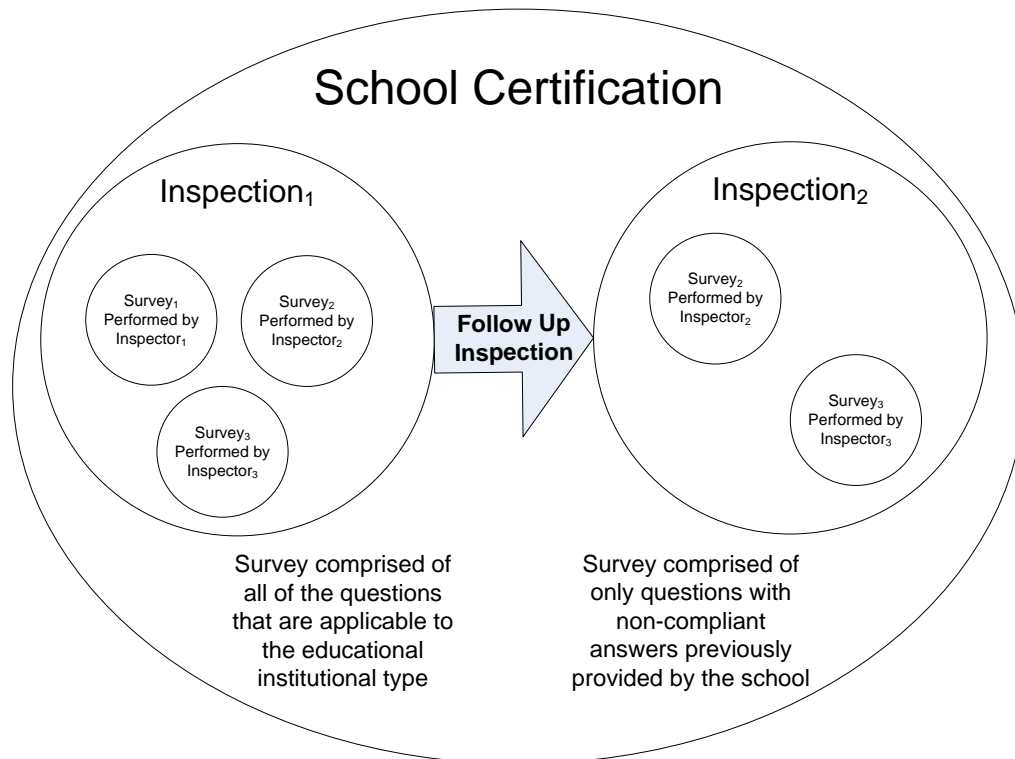 School Certification
Inspection₁
Survey₁
Performed by
Inspector₁
Survey₂
Performed by
Inspector₂
Survey₃
Performed by
Inspector₃
Follow Up
Inspection
Inspection₂
Survey₂
Performed by
Inspector₂
Survey₃
Performed by
Inspector₃
Survey comprised of
all of the questions
that are applicable to
the educational
institutional type
Survey comprised of
only questions with
non-compliant
answers previously
provided by the school